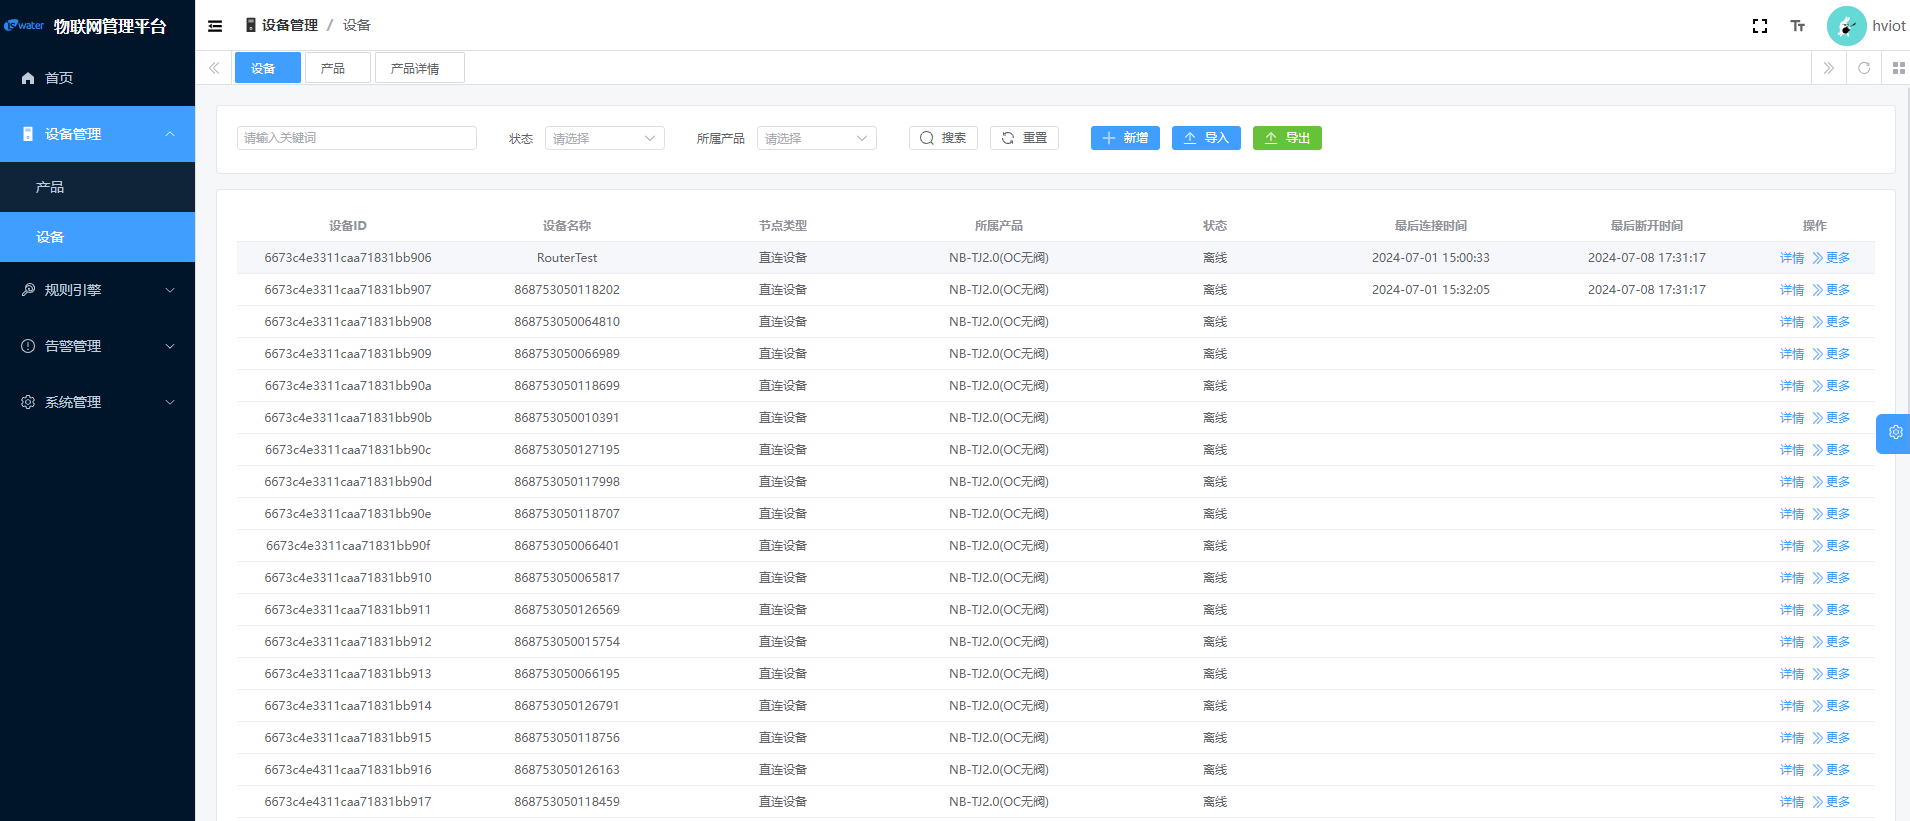 water 物联网管理平台
设备管理 / 设备
hviot
首页
设备管理
产品
设备
规则引擎
告警管理
系统管理
设备 产品 产品详情
请输入关键词 状态 请选择 所属产品 请选择 搜索 重置 新增 导入 导出
设备ID 设备名称 节点类型 所属产品 状态 最后连接时间 最后断开时间 操作
6673c4e3311caa71831bb906 RouterTest 直连设备 NB-TJ2.0(OC无阀) 离线 2024-07-01 15:00:33 2024-07-08 17:31:17 详情 更多
6673c4e3311caa71831bb907 868753050118202 直连设备 NB-TJ2.0(OC无阀) 离线 2024-07-01 15:32:05 2024-07-08 17:31:17 详情 更多
6673c4e3311caa71831bb908 868753050064810 直连设备 NB-TJ2.0(OC无阀) 离线 详情 更多
6673c4e3311caa71831bb909 868753050066989 直连设备 NB-TJ2.0(OC无阀) 离线 详情 更多
6673c4e3311caa71831bb90a 868753050118699 直连设备 NB-TJ2.0(OC无阀) 离线 详情 更多
6673c4e3311caa71831bb90b 868753050010391 直连设备 NB-TJ2.0(OC无阀) 离线 详情 更多
6673c4e3311caa71831bb90c 868753050127195 直连设备 NB-TJ2.0(OC无阀) 离线 详情 更多
6673c4e3311caa71831bb90d 868753050117998 直连设备 NB-TJ2.0(OC无阀) 离线 详情 更多
6673c4e3311caa71831bb90e 868753050118707 直连设备 NB-TJ2.0(OC无阀) 离线 详情 更多
6673c4e3311caa71831bb90f 868753050066401 直连设备 NB-TJ2.0(OC无阀) 离线 详情 更多
6673c4e3311caa71831bb910 868753050065817 直连设备 NB-TJ2.0(OC无阀) 离线 详情 更多
6673c4e3311caa71831bb911 868753050126569 直连设备 NB-TJ2.0(OC无阀) 离线 详情 更多
6673c4e3311caa71831bb912 868753050015754 直连设备 NB-TJ2.0(OC无阀) 离线 详情 更多
6673c4e3311caa71831bb913 868753050066195 直连设备 NB-TJ2.0(OC无阀) 离线 详情 更多
6673c4e3311caa71831bb914 868753050126791 直连设备 NB-TJ2.0(OC无阀) 离线 详情 更多
6673c4e3311caa71831bb915 868753050118756 直连设备 NB-TJ2.0(OC无阀) 离线 详情 更多
6673c4e4311caa71831bb916 868753050126163 直连设备 NB-TJ2.0(OC无阀) 离线 详情 更多
6673c4e4311caa71831bb917 868753050118459 直连设备 NB-TJ2.0(OC无阀) 离线 详情 更多